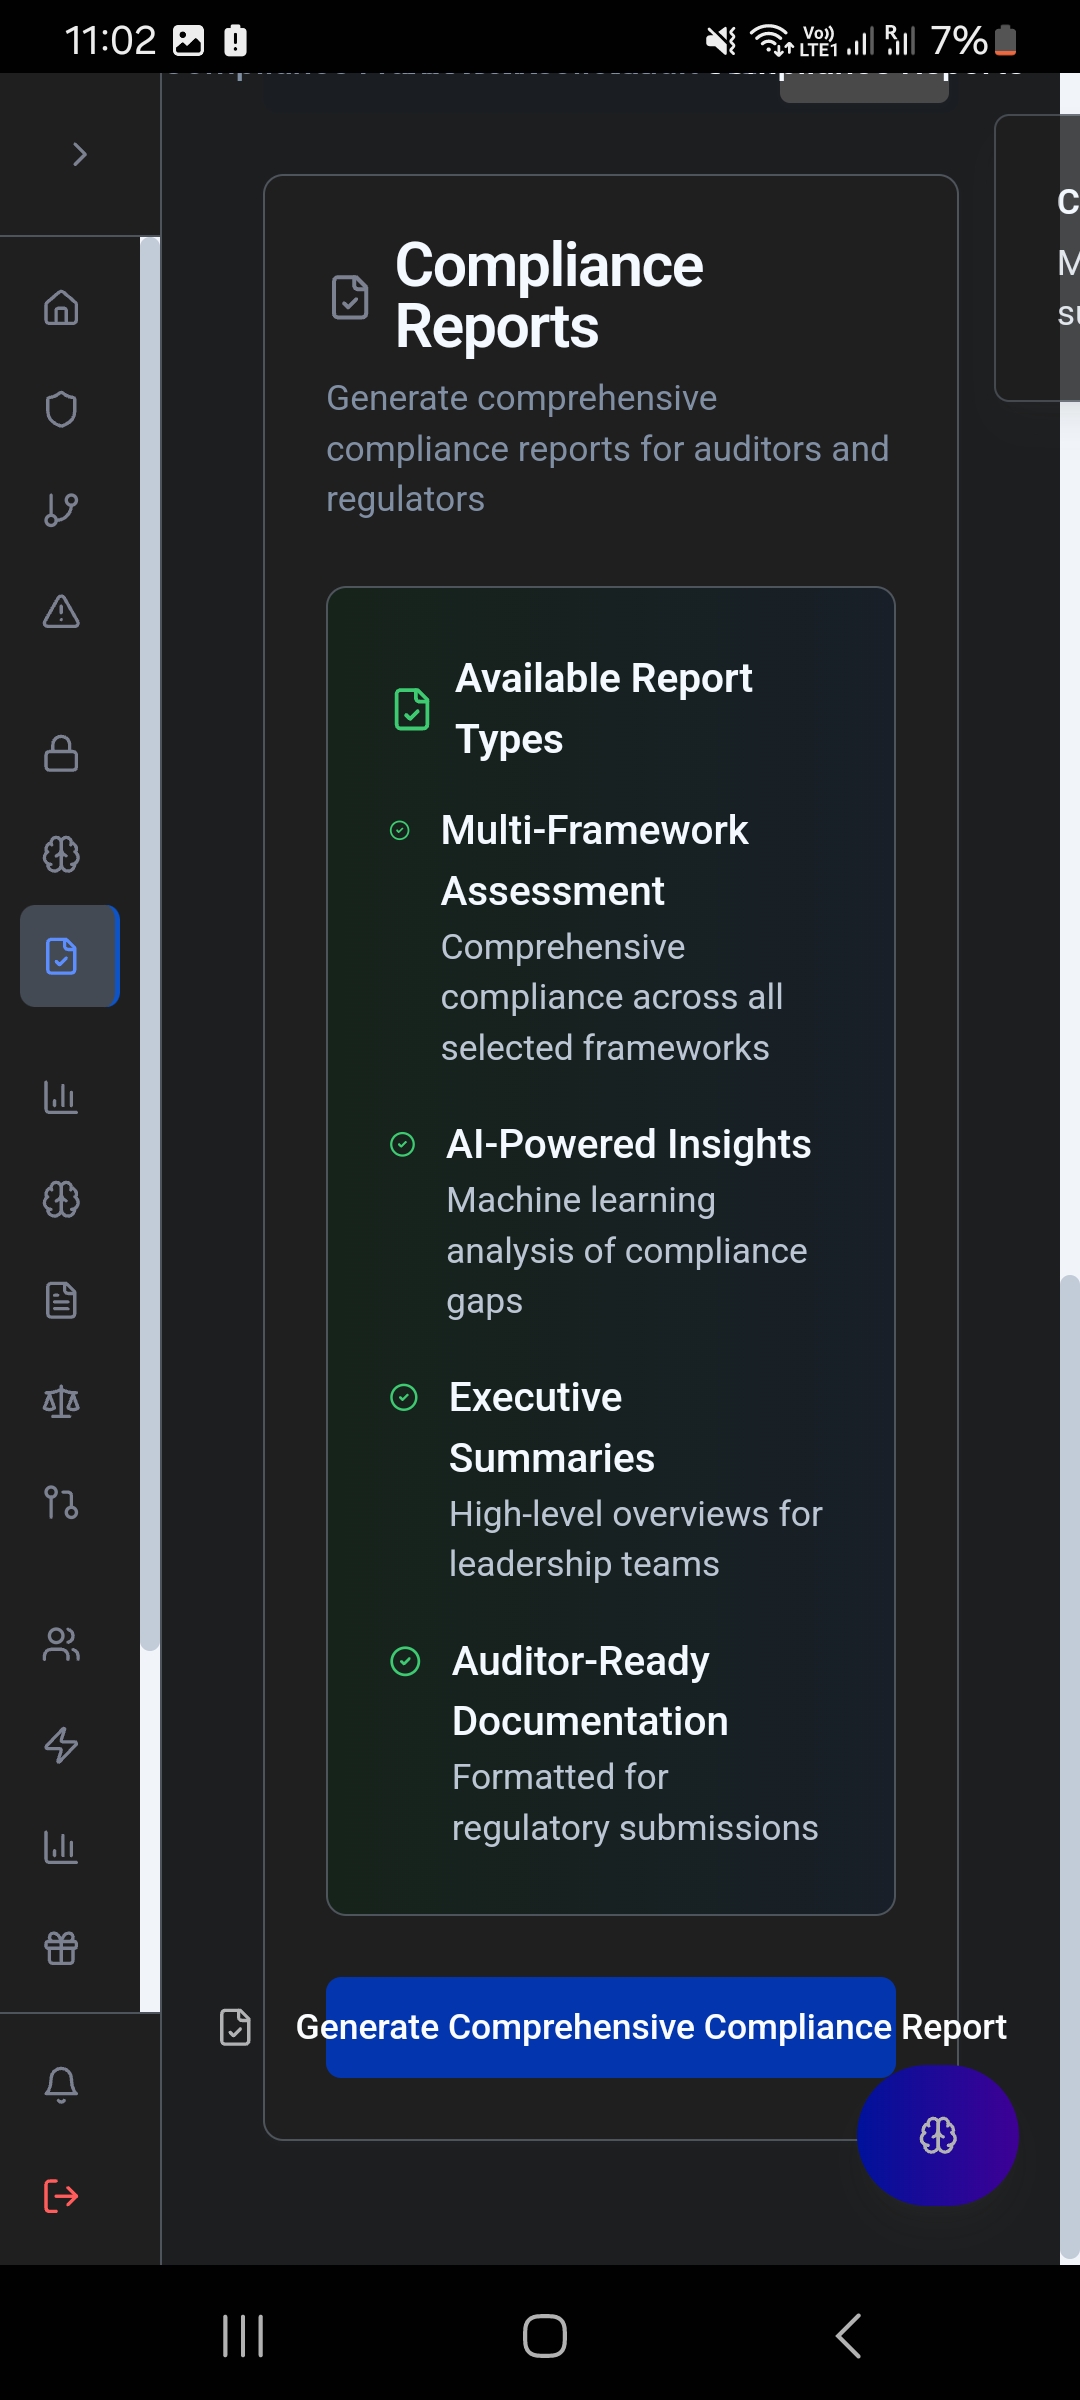 11:02
Vo))
LTE1
R
7%
C
M
su
Compliance
Reports
Generate comprehensive
compliance reports for auditors and
regulators
Available Report
Types
Multi-Framework
Assessment
Comprehensive
compliance across all
selected frameworks
AI-Powered Insights
Machine learning
analysis of compliance
gaps
Executive
Summaries
High-level overviews for
leadership teams
Auditor-Ready
Documentation
Formatted for
regulatory submissions
Generate Comprehensive Compliance Report